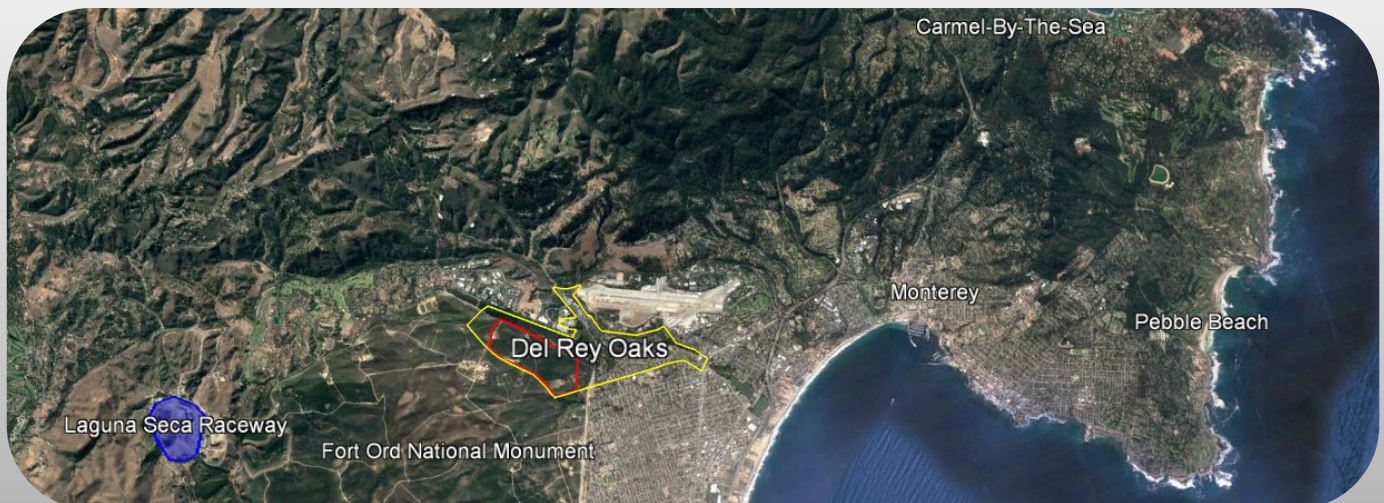 Carmel-By-The-Sea
Monterey
Pebble Beach
Del Rey Oaks
Laguna Seca Raceway
Fort Ord National Monument